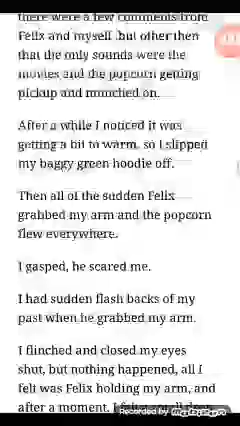 there were a few comments from
Felix and myself .but other then
that the only sounds were the
movies and the popcorn getting
pickup and mooched on.
After a while I noticed it was
getting a bit to warm. so I slipped
my baggy green hoodie off.
Then all of the sudden Felix
grabbed my arm and the popcorn
flew everywhere.
I gasped, he scared me.
I had sudden flash backs of my
past when he grabbed my arm.
I flinched and closed my eyes
shut, but nothing happened, all I
felt was Felix holding my arm, and
after a moment. I
Recorded by mobizen